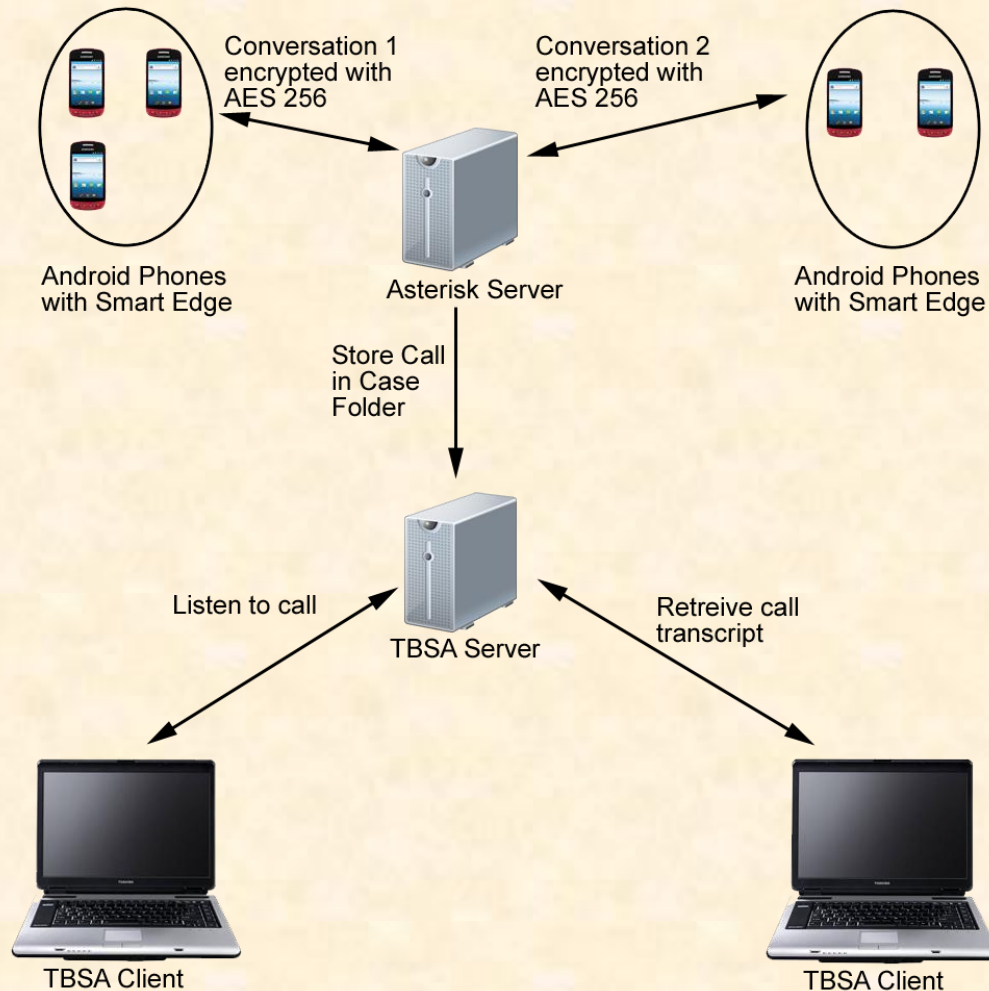 Conversation 1
encrypted with
AES 256
Conversation 2
encrypted with
AES 256
Android Phones
with Smart Edge
Asterisk Server
Android Phones
with Smart Edge
Store Call
in Case
Folder
Listen to call
Retreive call
transcript
TBSA Server
TBSA Client
TBSA Client